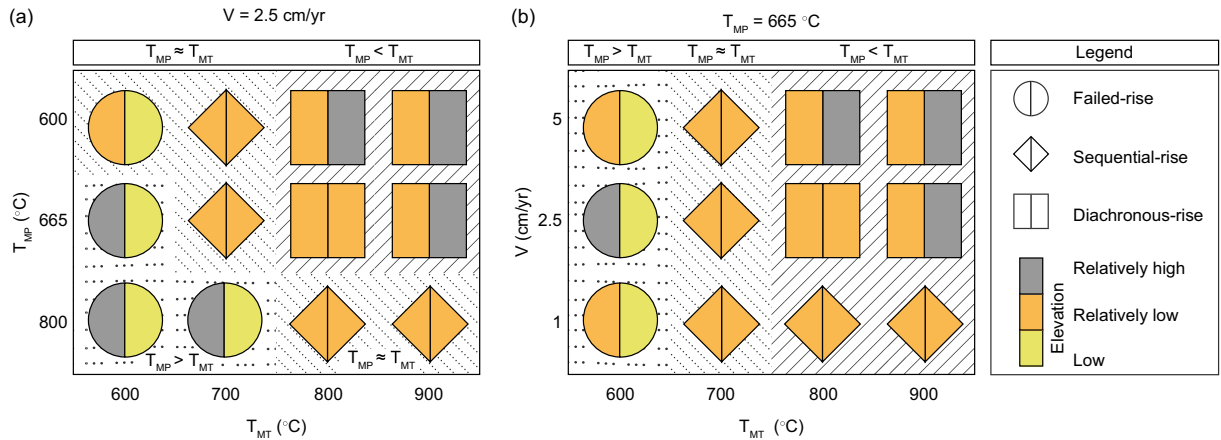 (a)
V = 2.5 cm/yr
T_MP ≈ T_MT
T_MP < T_MT
600
665
800
T_MP (°C)
T_MP > T_MT
T_MP ≈ T_MT
600 700 800 900
T_MT (°C)
(b)
T_MP = 665 °C
T_MP > T_MT
T_MP ≈ T_MT
T_MP < T_MT
5
2.5
1
V (cm/yr)
600 700 800 900
T_MT (°C)
Legend
Failed-rise
Sequential-rise
Diachronous-rise
Relatively high
Relatively low
Low
Elevation